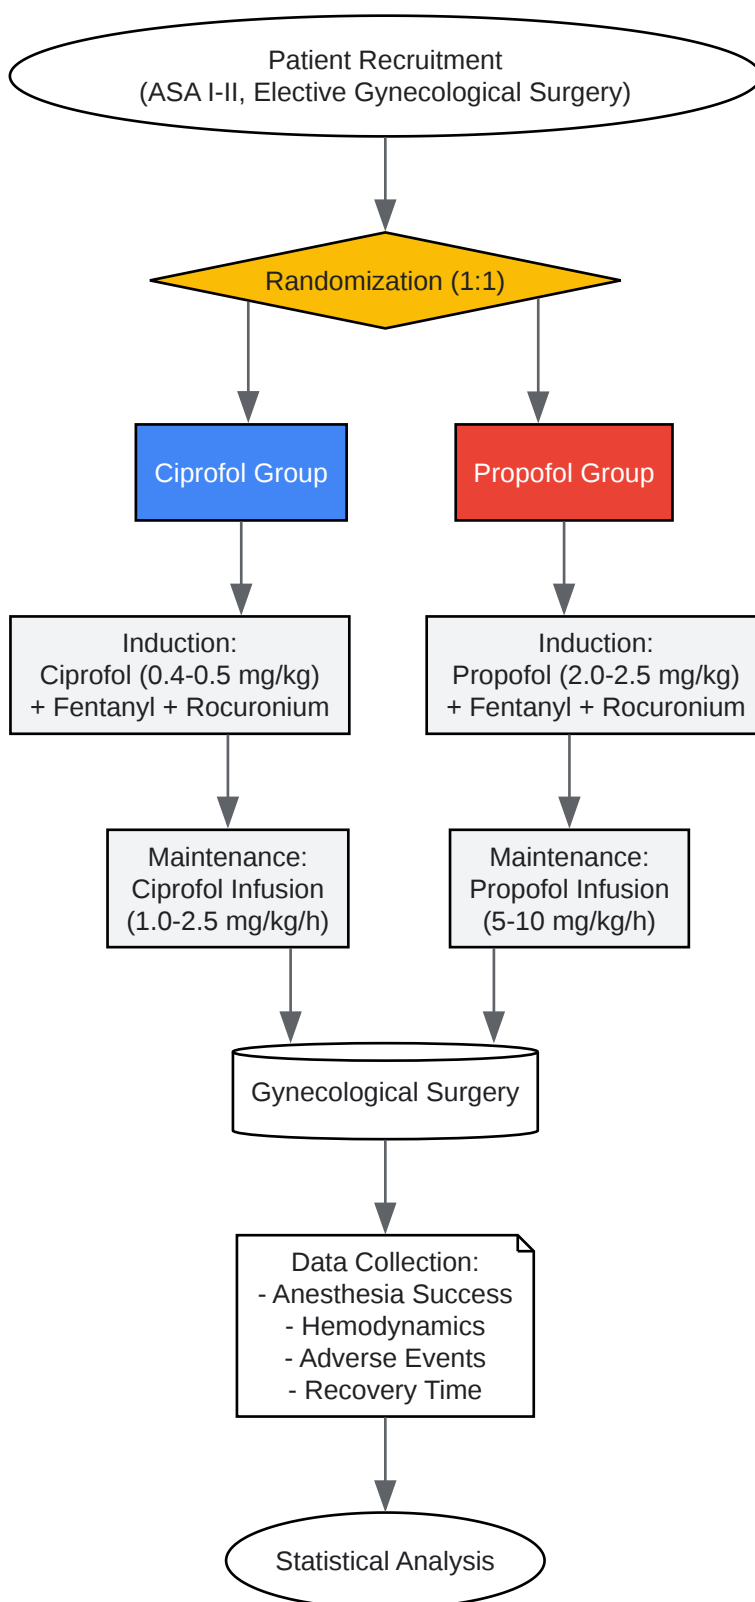 Patient Recruitment
(ASA I-II, Elective Gynecological Surgery)
Randomization (1:1)
Ciprofol Group
Propofol Group
Induction:
Ciprofol (0.4-0.5 mg/kg)
+ Fentanyl + Rocuronium
Induction:
Propofol (2.0-2.5 mg/kg)
+ Fentanyl + Rocuronium
Maintenance:
Ciprofol Infusion
(1.0-2.5 mg/kg/h)
Maintenance:
Propofol Infusion
(5-10 mg/kg/h)
Gynecological Surgery
Data Collection:
- Anesthesia Success
- Hemodynamics
- Adverse Events
- Recovery Time
Statistical Analysis